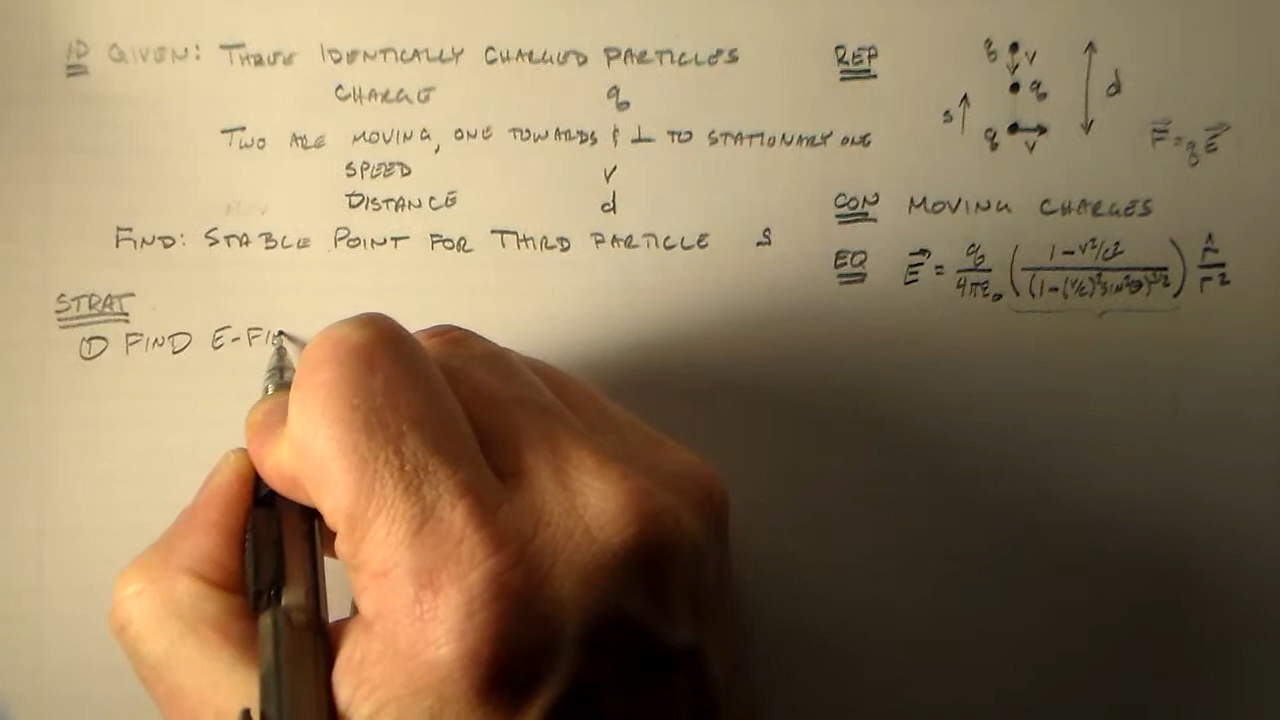 ID GIVEN: THREE IDENTICALLY CHARGED PARTICLES
CHARGE q
TWO ARE MOVING, ONE TOWARDS & ⊥ TO STATIONARY ONE
SPEED v
DISTANCE d
FIND: STABLE POINT FOR THIRD PARTICLE s
REP
q v
q
s d
q v
F⃗ = qE⃗
CON MOVING CHARGES
EQ E⃗ = q/4πε₀ ( 1-v²/c² / (1-(v/c)² sin²θ)^3/2 ) r̂/r²
STRAT
① FIND E-FI